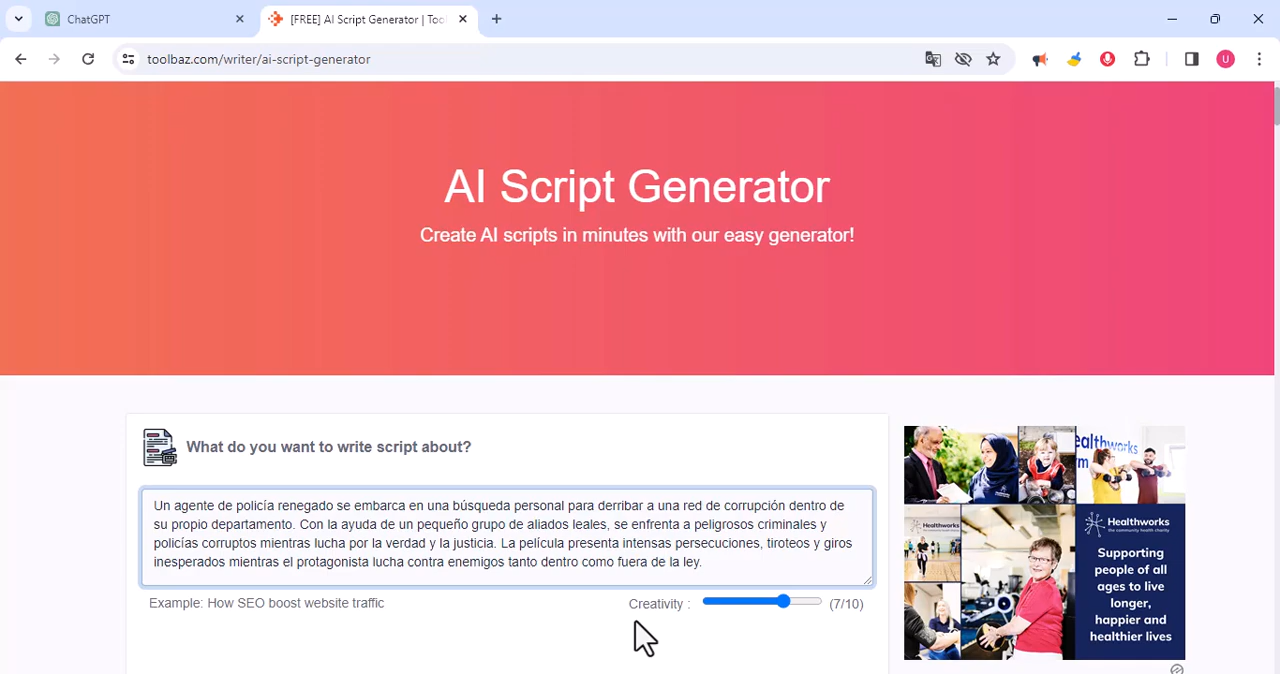 ChatGPT
[FREE] AI Script Generator | Too
toolbaz.com/writer/ai-script-generator
U
AI Script Generator
Create AI scripts in minutes with our easy generator!
What do you want to write script about?
Un agente de policía renegado se embarca en una búsqueda personal para derribar a una red de corrupción dentro de
su propio departamento. Con la ayuda de un pequeño grupo de aliados leales, se enfrenta a peligrosos criminales y
policías corruptos mientras lucha por la verdad y la justicia. La película presenta intensas persecuciones, tiroteos y giros
inesperados mientras el protagonista lucha contra enemigos tanto dentro como fuera de la ley.
Example: How SEO boost website traffic
Creativity : (7/10)
Healthworks
the community health charity
Supporting
people of all
ages to live
longer,
happier and
healthier lives